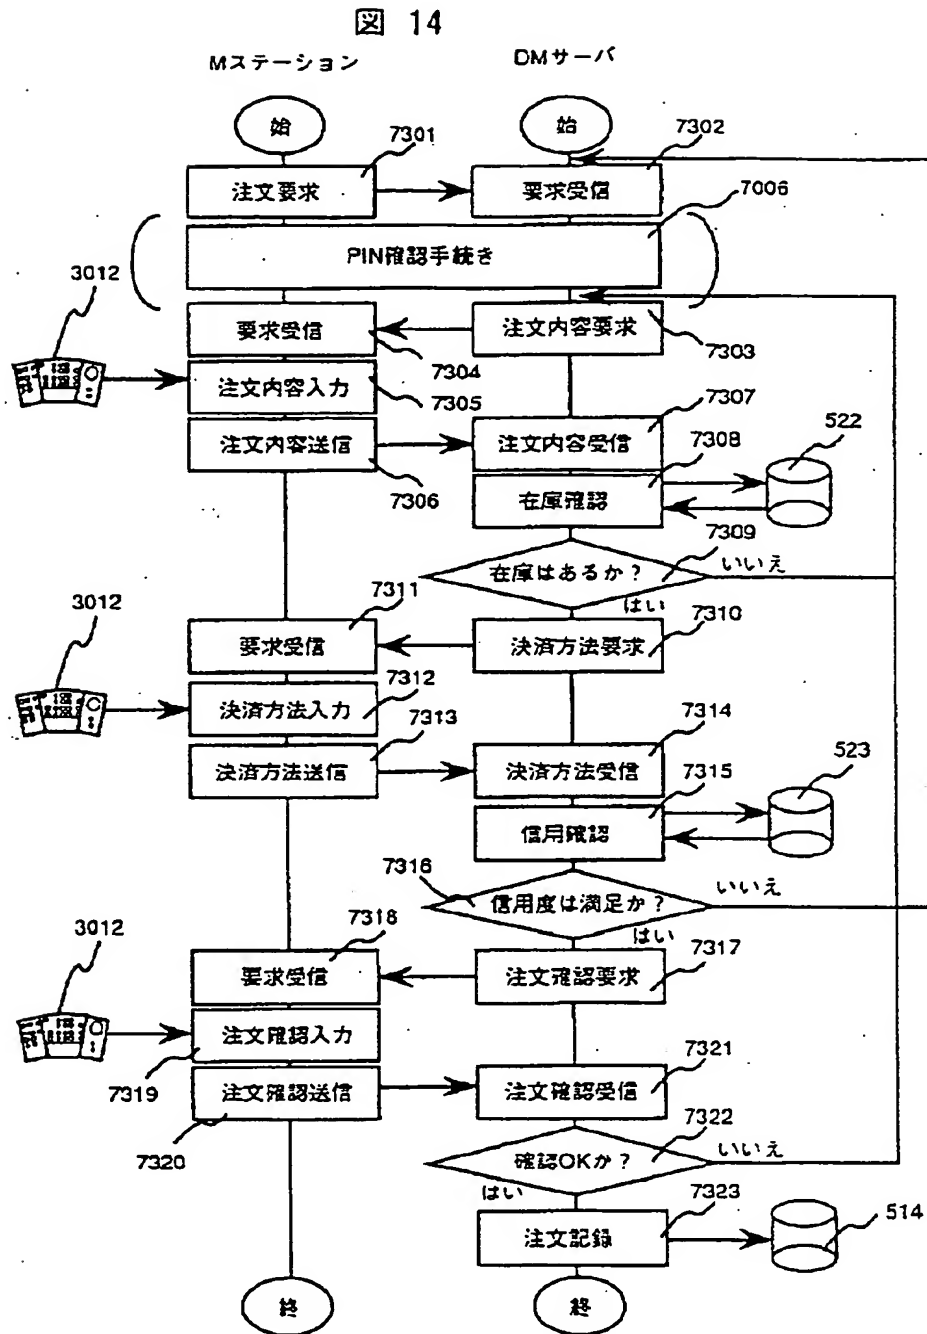 図 14
Mステーション
DMサーバ
始
始
7301
7302
注文要求
要求受信
7006
PIN確認手続き
3012
要求受信
注文内容要求
7304
7303
注文内容入力
7305
7307
注文内容送信
注文内容受信
7306
7308
522
在庫確認
7309
在庫はあるか?
いいえ
はい
3012
7311
7310
要求受信
決済方法要求
7312
決済方法入力
7313
7314
決済方法送信
決済方法受信
7315
523
信用確認
7316
信用度は満足か?
いいえ
はい
3012
7318
7317
要求受信
注文確認要求
注文確認入力
7319
7321
注文確認送信
注文確認受信
7320
7322
確認OKか?
いいえ
はい
7323
注文記録
514
終
終